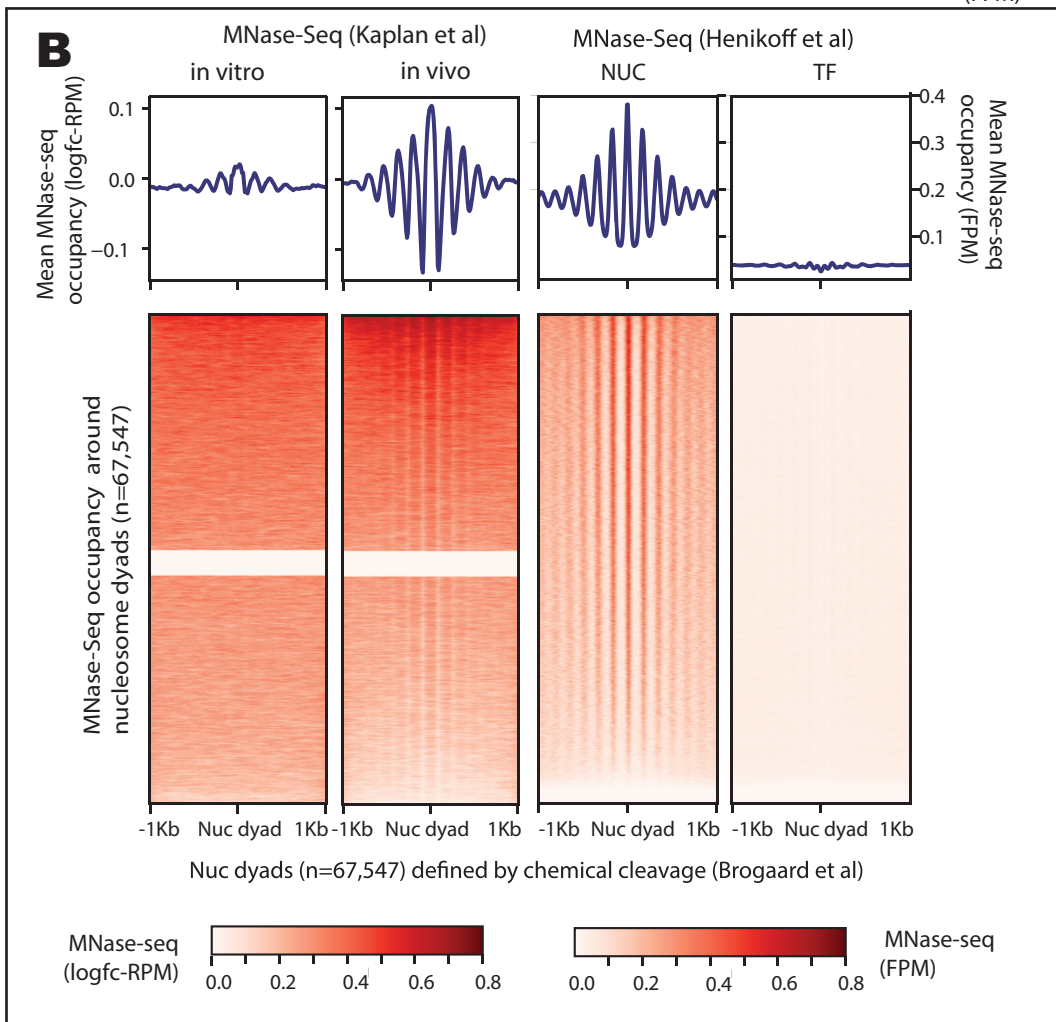 B
MNase-Seq (Kaplan et al)
MNase-Seq (Henikoff et al)
in vitro
in vivo
NUC
TF
Mean MNase-seq
occupancy (logfc-RPM)
0.1
0.0
−0.1
0.4
0.3
0.2
0.1
Mean MNase-seq
occupancy (FPM)
MNase-Seq occupancy around
nucleosome dyads (n=67,547)
-1Kb Nuc dyad 1Kb
-1Kb Nuc dyad 1Kb
-1Kb Nuc dyad 1Kb
-1Kb Nuc dyad 1Kb
Nuc dyads (n=67,547) defined by chemical cleavage (Brogaard et al)
MNase-seq
(logfc-RPM)
0.0 0.2 0.4 0.6 0.8
0.0 0.2 0.4 0.6 0.8
MNase-seq
(FPM)